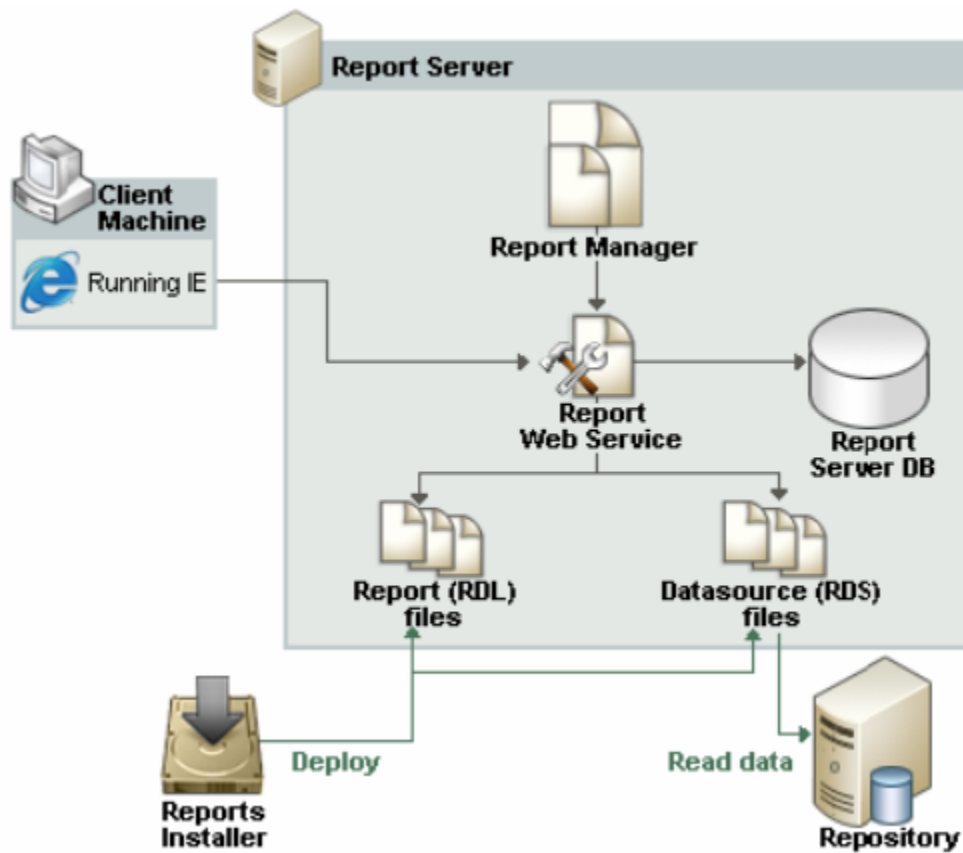 Report Server
Client
Machine
Running IE
Report Manager
Report
Web Service
Report
Server DB
Report (RDL)
files
Datasource (RDS)
files
Deploy
Read data
Reports
Installer
Repository